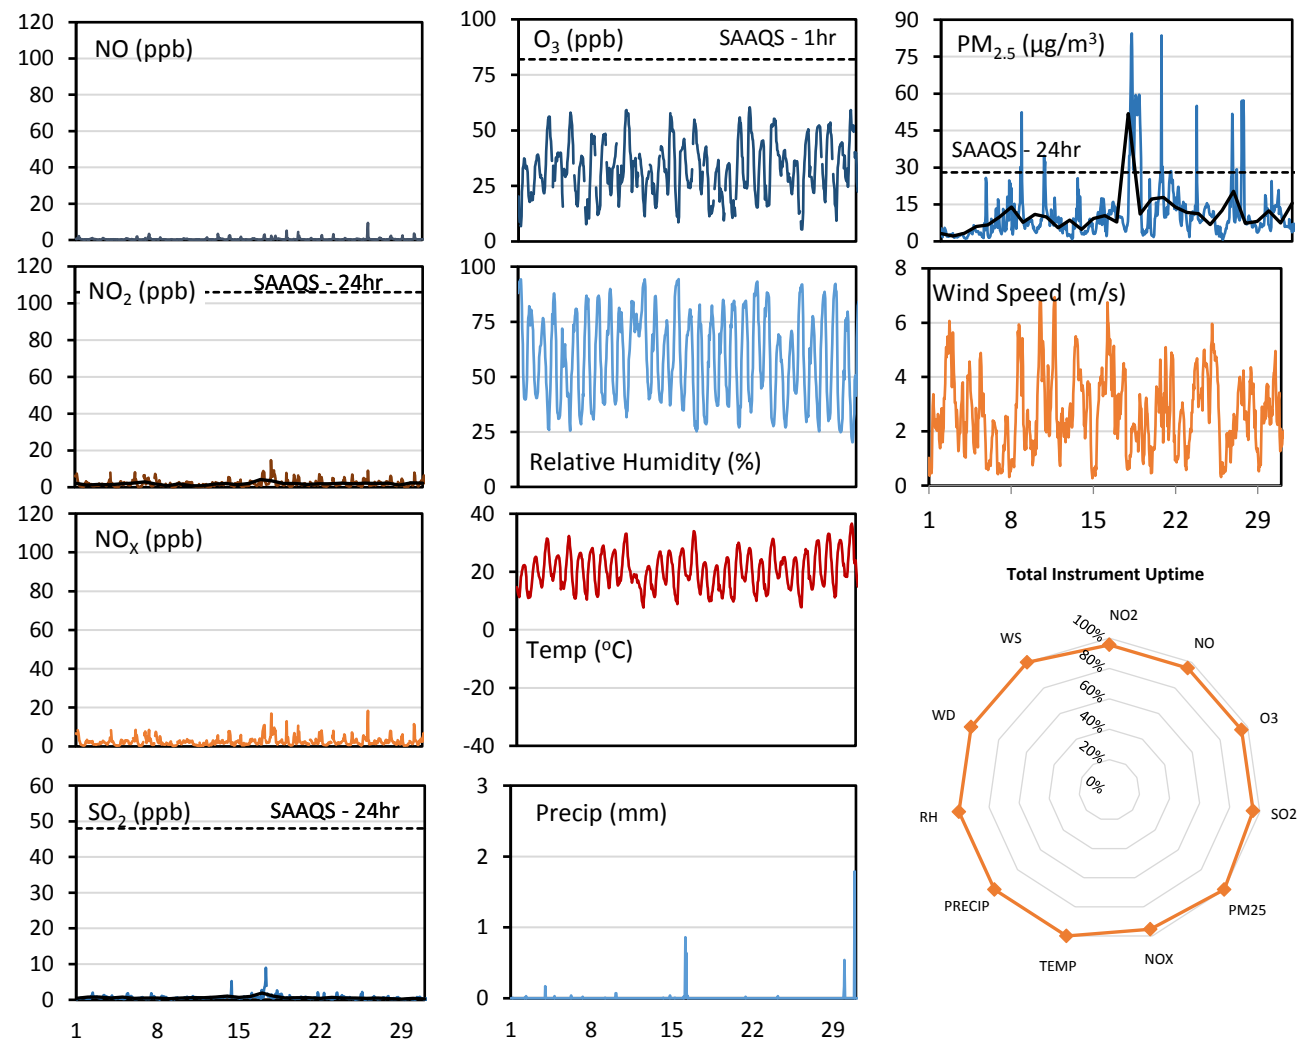 120
100
80
60
40
20
0
NO (ppb)
100
75
50
25
0
O3 (ppb)
SAAQS - 1hr
90
75
60
45
30
15
0
PM2.5 (µg/m3)
SAAQS - 24hr
120
100
80
60
40
20
0
NO2 (ppb)
SAAQS - 24hr
100
75
50
25
0
Relative Humidity (%)
8
6
4
2
0
Wind Speed (m/s)
1 8 15 22 29
120
100
80
60
40
20
0
NOX (ppb)
40
20
0
-20
-40
Temp (oC)
Total Instrument Uptime
NO2
NO
O3
SO2
PM25
NOX
TEMP
PRECIP
RH
WD
WS
100%
80%
60%
40%
20%
0%
60
50
40
30
20
10
0
SO2 (ppb)
SAAQS - 24hr
1 8 15 22 29
3
2
1
0
Precip (mm)
1 8 15 22 29